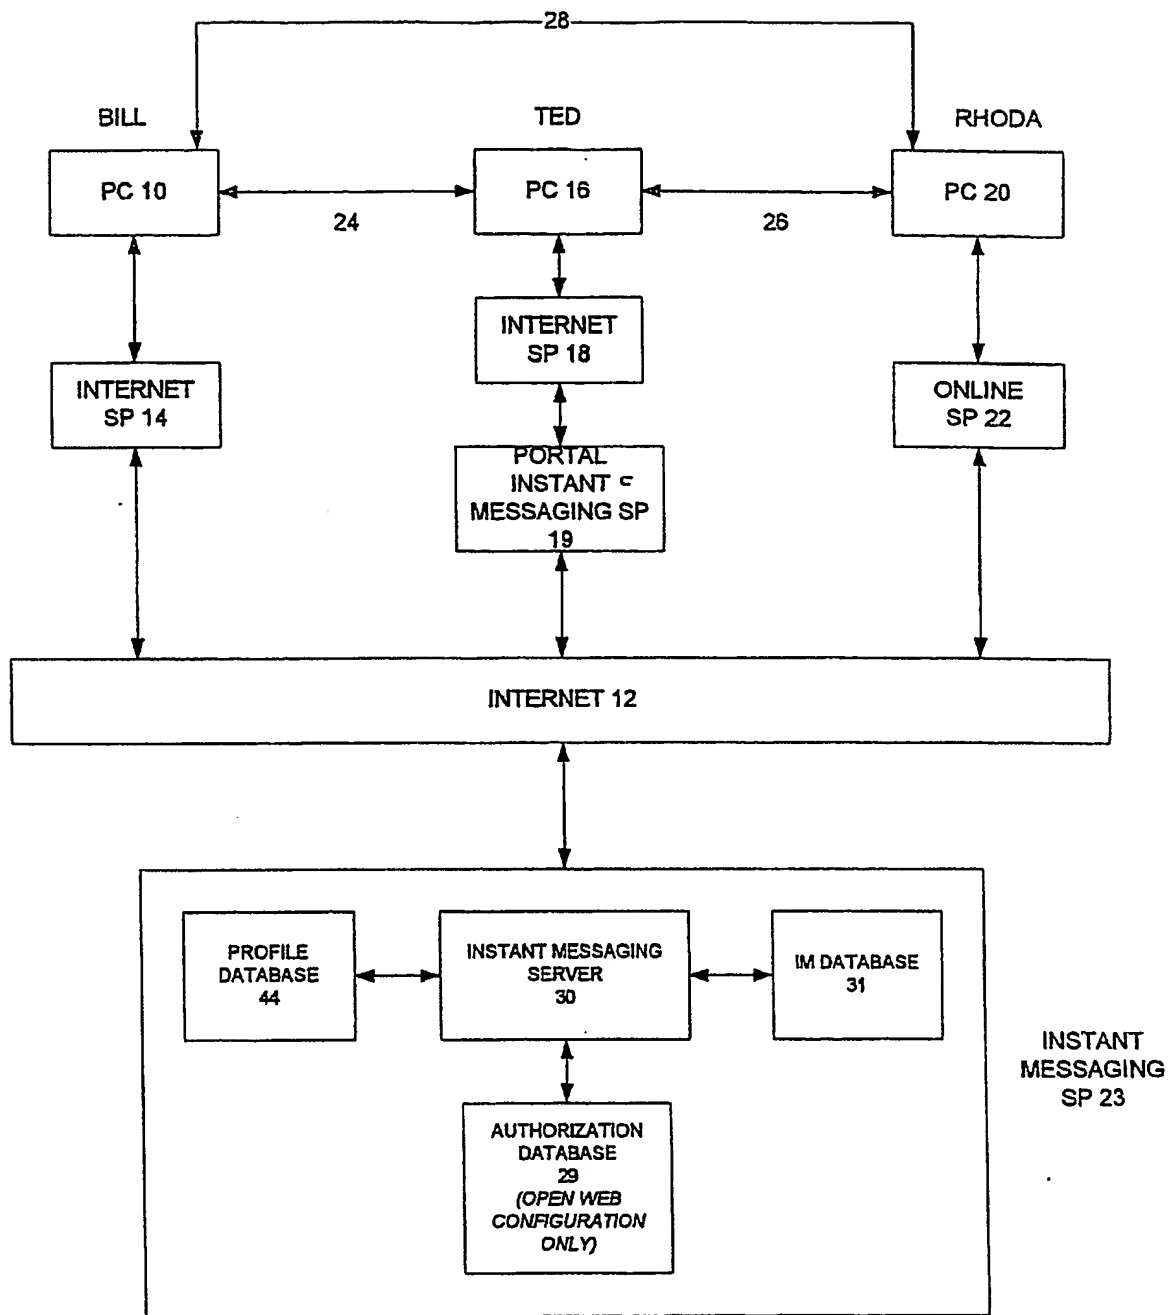 28
BILL
TED
RHODA
PC 10
PC 16
PC 20
24
26
INTERNET
SP 18
INTERNET
SP 14
ONLINE
SP 22
PORTAL
INSTANT
MESSAGING SP
19
INTERNET 12
PROFILE
DATABASE
44
INSTANT MESSAGING
SERVER
30
IM DATABASE
31
INSTANT
MESSAGING
SP 23
AUTHORIZATION
DATABASE
29
(OPEN WEB
CONFIGURATION
ONLY)